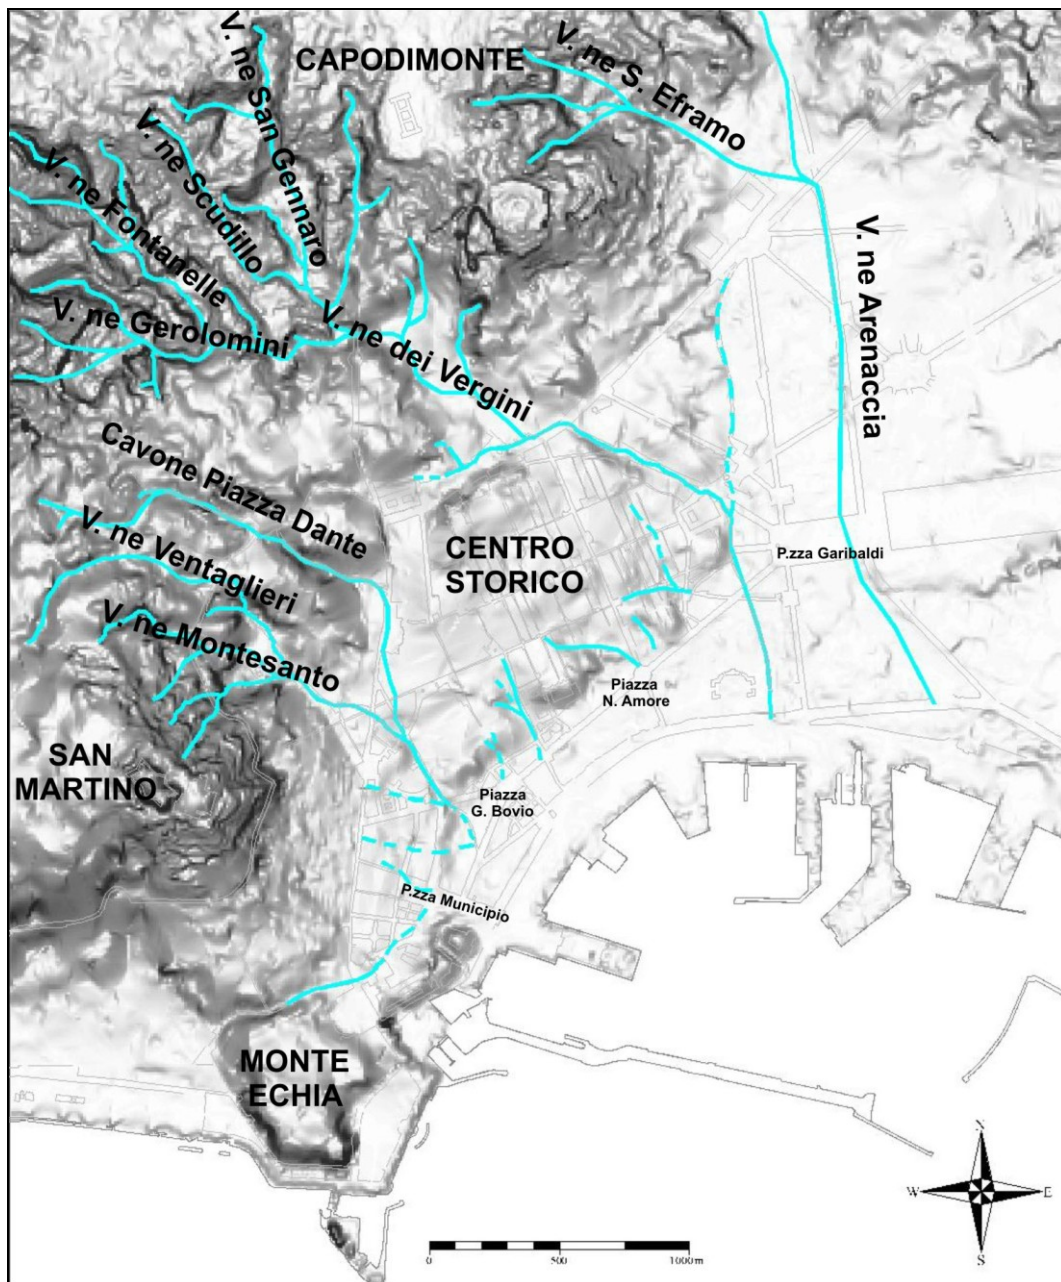 V. ne San Gennaro
CAPODIMONTE
V. ne S. Eframo
V. ne Scudillo
V. ne Fontanelle
V. ne Gerolomini
V. ne dei Vergini
V. ne Arenaccia
Cavone Piazza Dante
V. ne Ventaglieri
V. ne Montesanto
CENTRO
STORICO
P.zza Garibaldi
Piazza
N. Amore
SAN
MARTINO
Piazza
G. Bovio
P.zza Municipio
MONTE
ECHIA
N
W
E
S
0
500
1000m